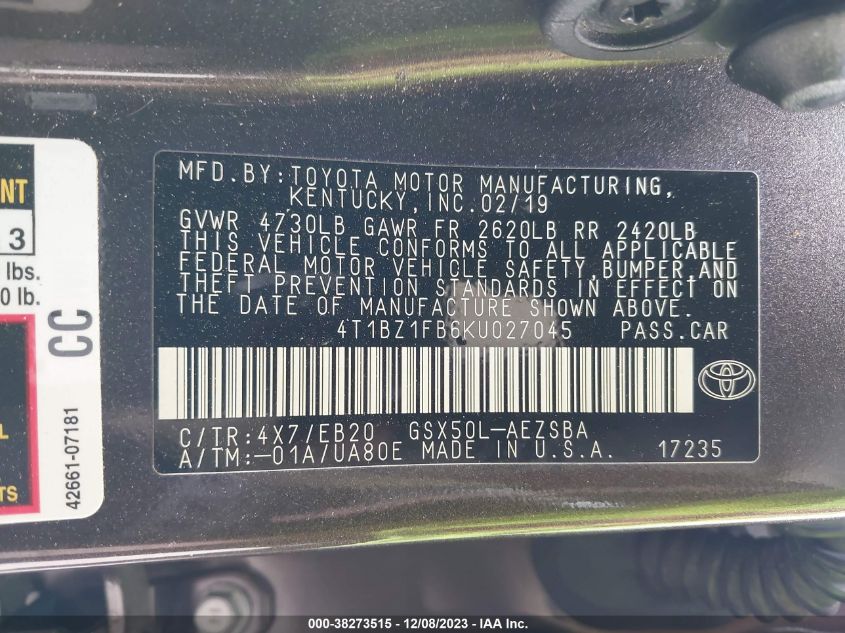 MFD.BY:TOYOTA MOTOR MANUFACTURING,
KENTUCKY,INC.02/19
GVWR 4730LB GAWR FR 2620LB RR 2420LB
THIS VEHICLE CONFORMS TO ALL APPLICABLE
FEDERAL MOTOR VEHICLE SAFETY,BUMPER,AND
THEFT PREVENTION STANDARDS IN EFFECT ON
THE DATE OF MANUFACTURE SHOWN ABOVE.
4T1BZ1FB6KU027045 PASS.CAR
C/TR:4X7/EB20 GSX50L-AEZSBA
A/TM:-01A/UA80E MADE IN U.S.A. 17235
NT
3
lbs.
0 lb.
CC
L
TS
42661-07181
000-38273515 - 12/08/2023 - IAA Inc.